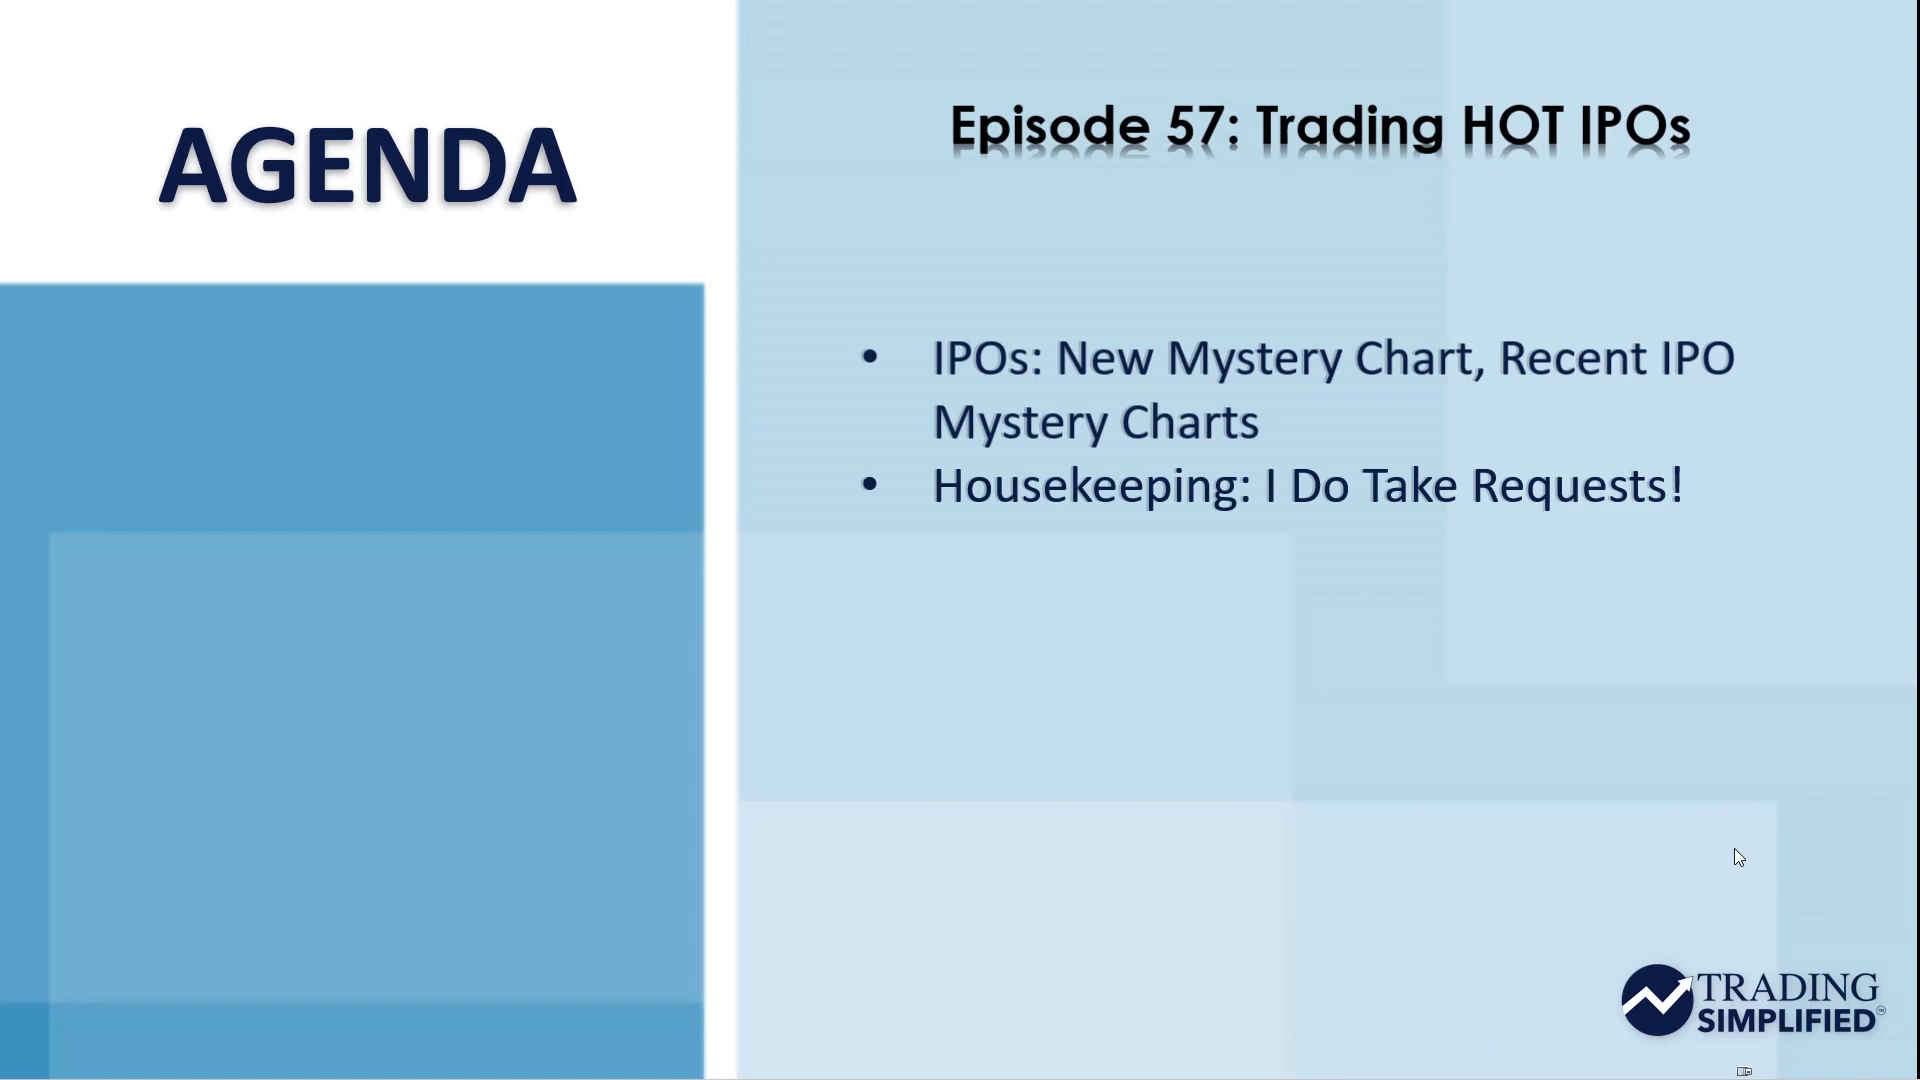 AGENDA
Episode 57: Trading HOT IPOs
• IPOs: New Mystery Chart, Recent IPO
Mystery Charts
• Housekeeping: I Do Take Requests!
TRADING
SIMPLIFIED™